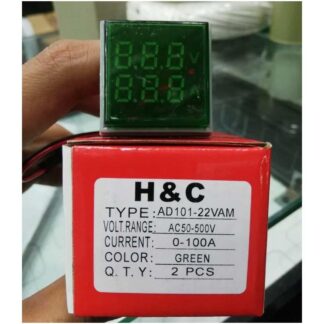 8.8.8 V
8.8.8 A
H&C
TYPE: AD101-22VAM
VOLT.RANGE: AC50-500V
CURRENT: 0-100A
COLOR: GREEN
Q. T. Y: 2 PCS